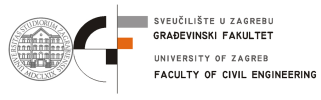 SVEUČILIŠTE U ZAGREBU
GRAĐEVINSKI FAKULTET
UNIVERSITY OF ZAGREB
FACULTY OF CIVIL ENGINEERING